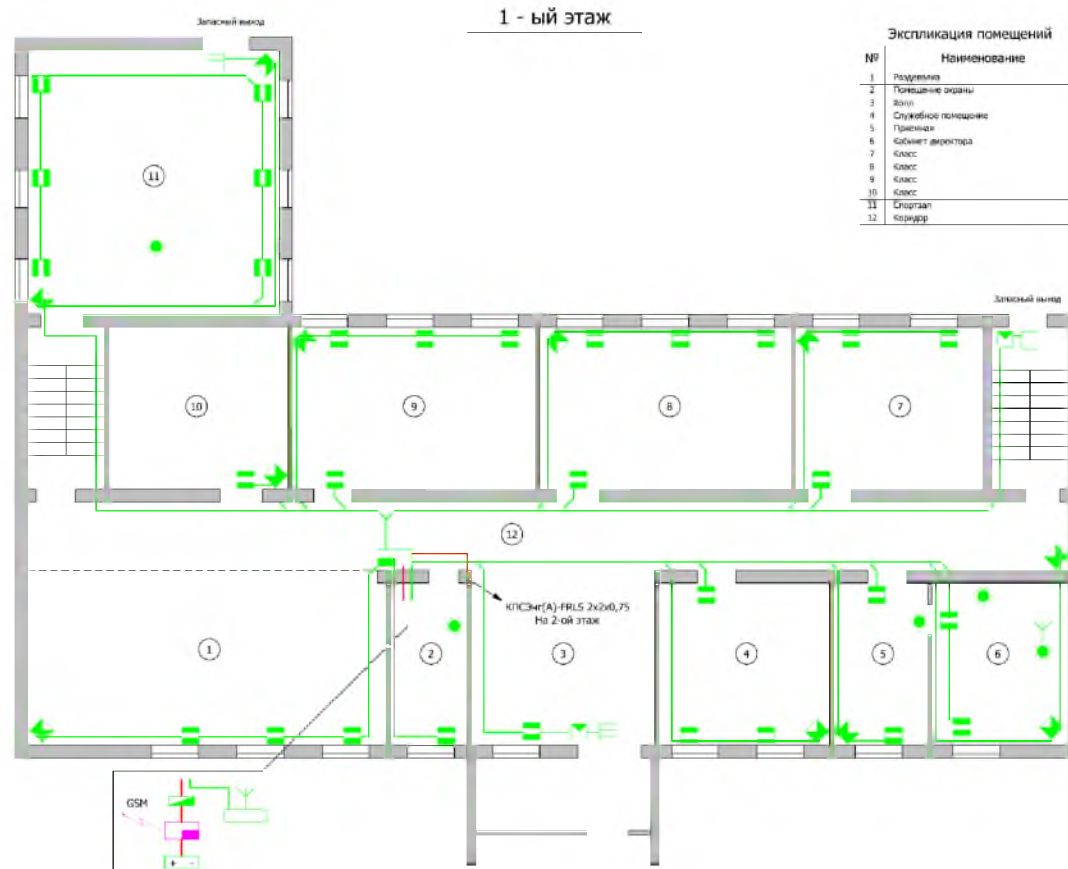 1 - ый этаж
Запасный выход
Экспликация помещений
№ Наименование
1 Раздевалка
2 Помещение охраны
3 Холл
4 Служебное помещение
5 Приемная
6 Кабинет директора
7 Класс
8 Класс
9 Класс
10 Класс
11 Спортзал
12 Коридор
11
Запасный выход
10
9
8
7
12
КПСЭнг(А)-FRLS 2x2x0,75
На 2-ой этаж
1
2
3
4
5
6
GSM
+ -